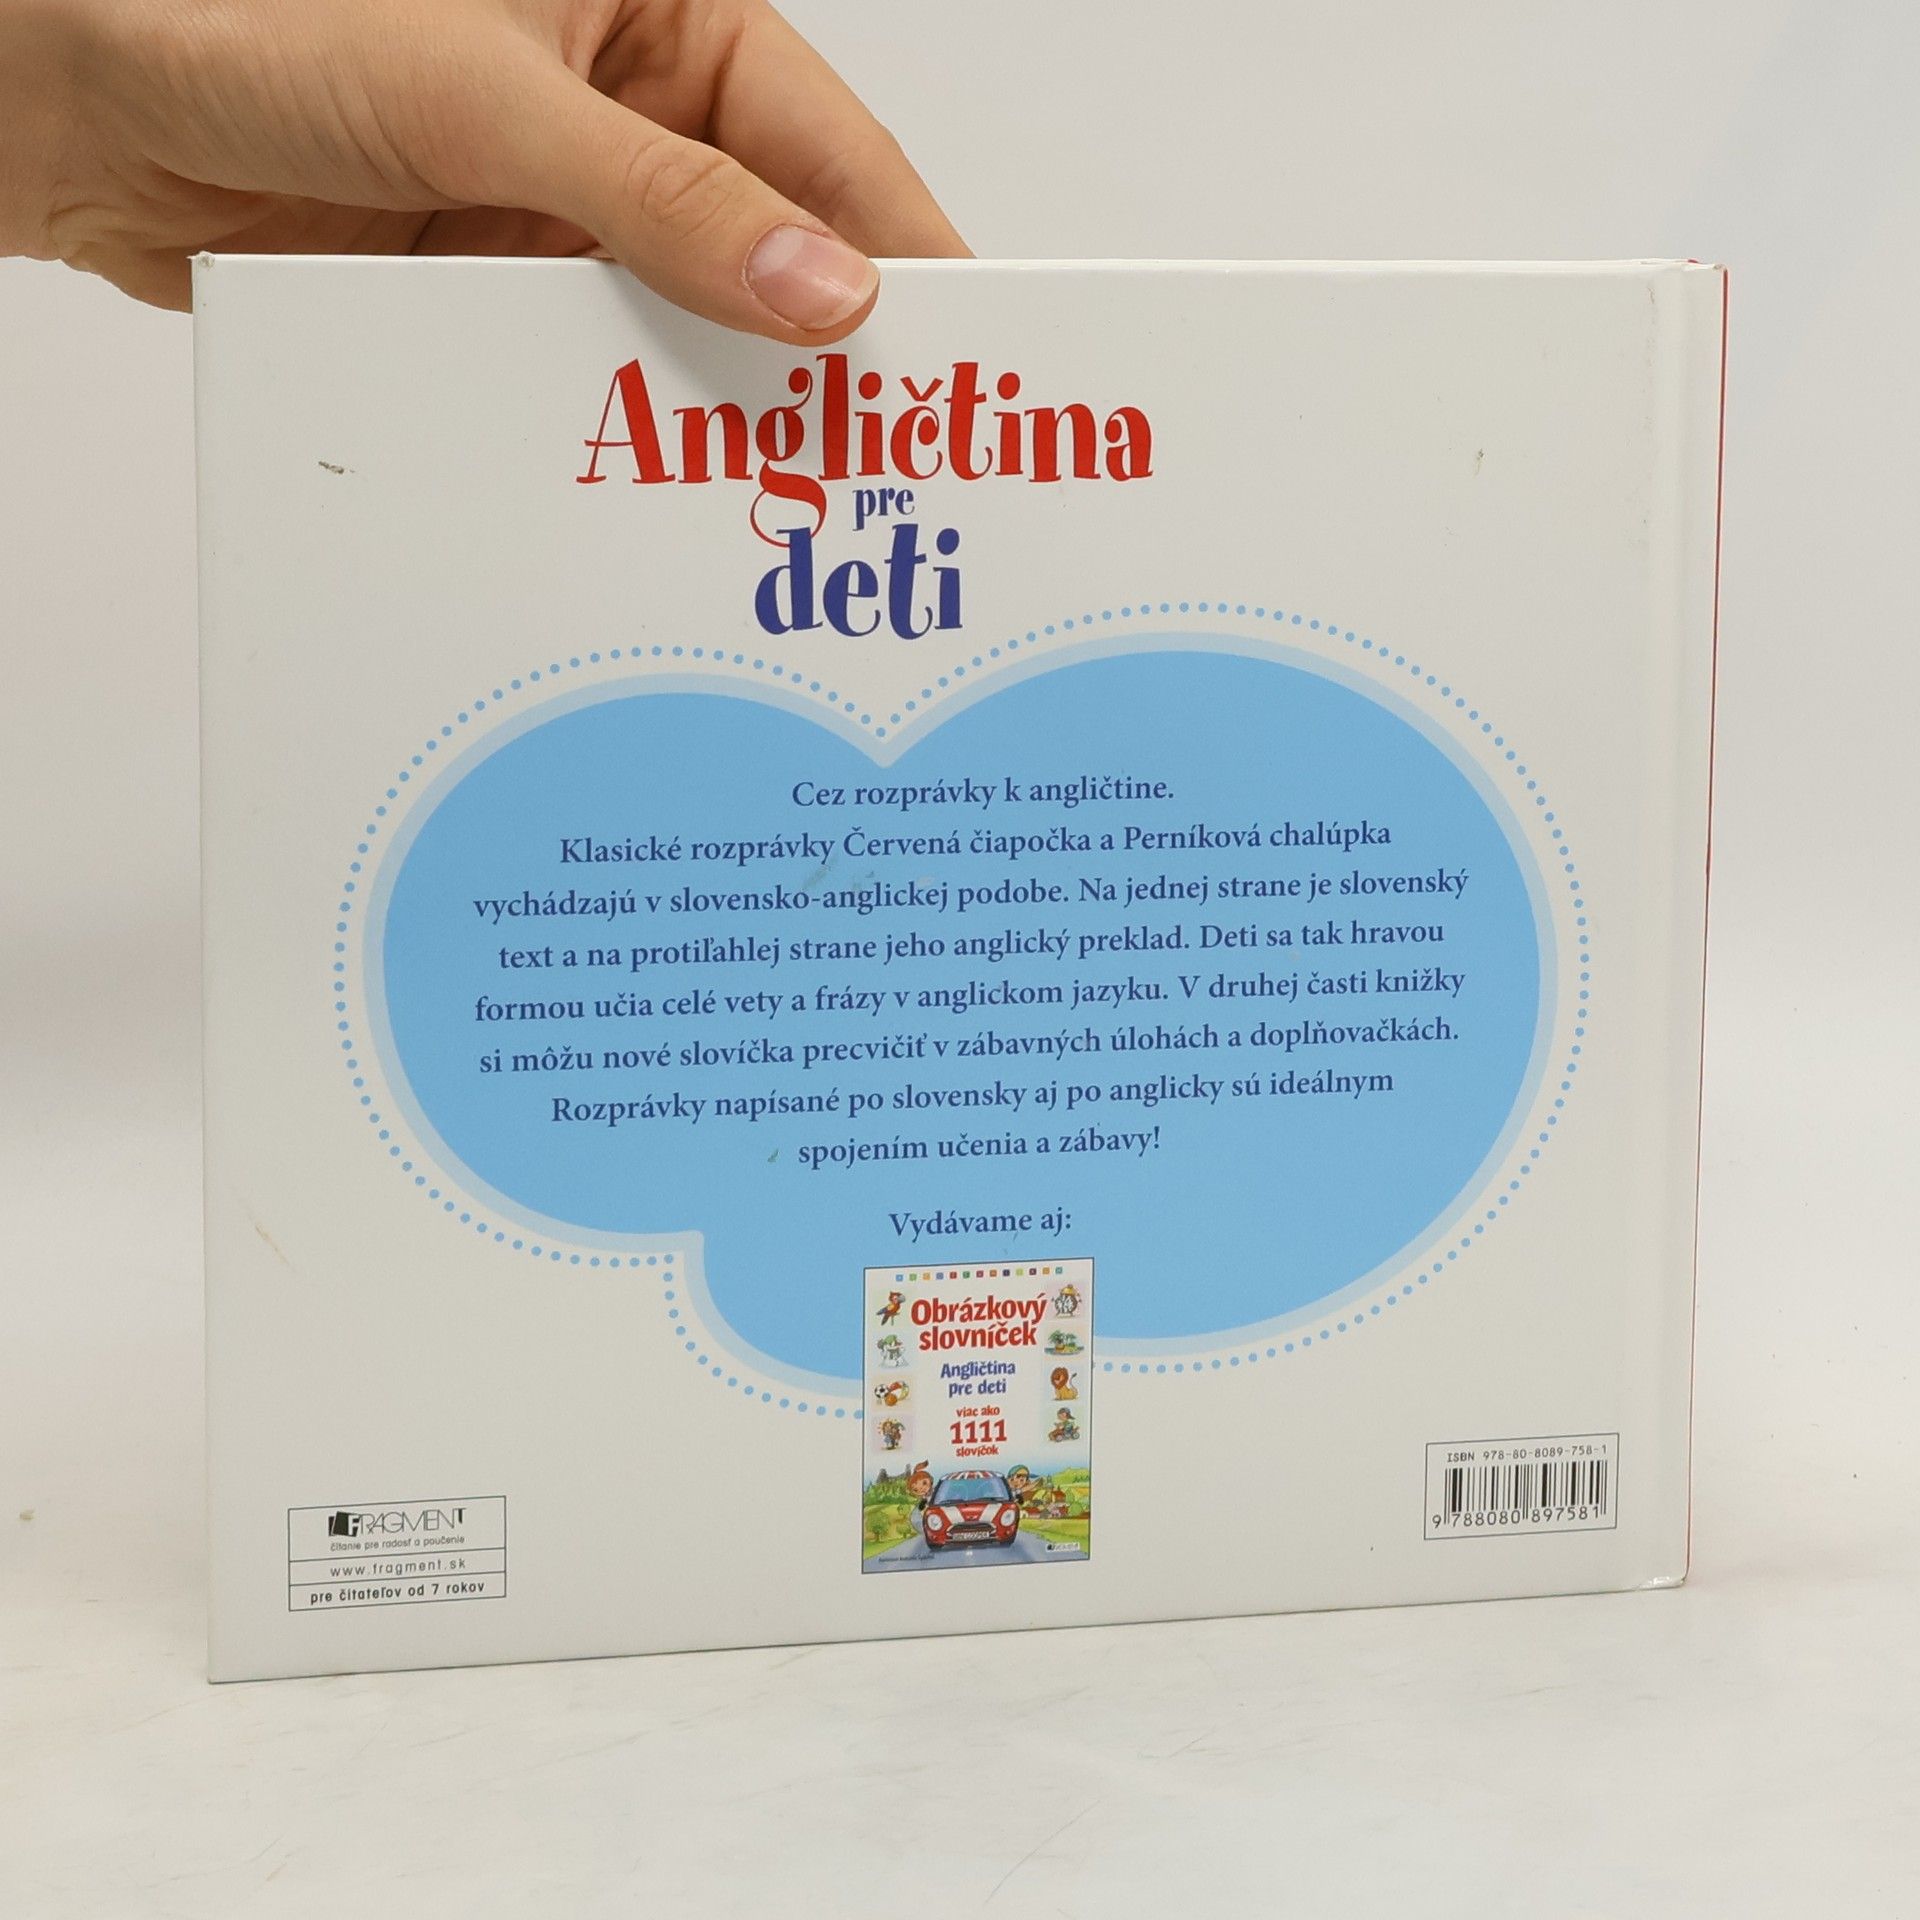 Angličtina
pre
deti
Cez rozprávky k angličtine.
Klasické rozprávky Červená čiapočka a Perníková chalúpka
vychádzajú v slovensko-anglickej podobe. Na jednej strane je slovenský
text a na protiľahlej strane jeho anglický preklad. Deti sa tak hravou
formou učia celé vety a frázy v anglickom jazyku. V druhej časti knižky
si môžu nové slovíčka precvičiť v zábavných úlohách a doplňovačkách.
Rozprávky napísané po slovensky aj po anglicky sú ideálnym
spojením učenia a zábavy!
Vydávame aj:
Obrázkový
slovníček
Angličtina
pre deti
viac ako
1111
slovíčok
FRAGMENT
čítanie pre radosť a poučenie
www.fragment.sk
pre čitateľov od 7 rokov
ISBN 978-80-8089-758-1
9 788080 897581